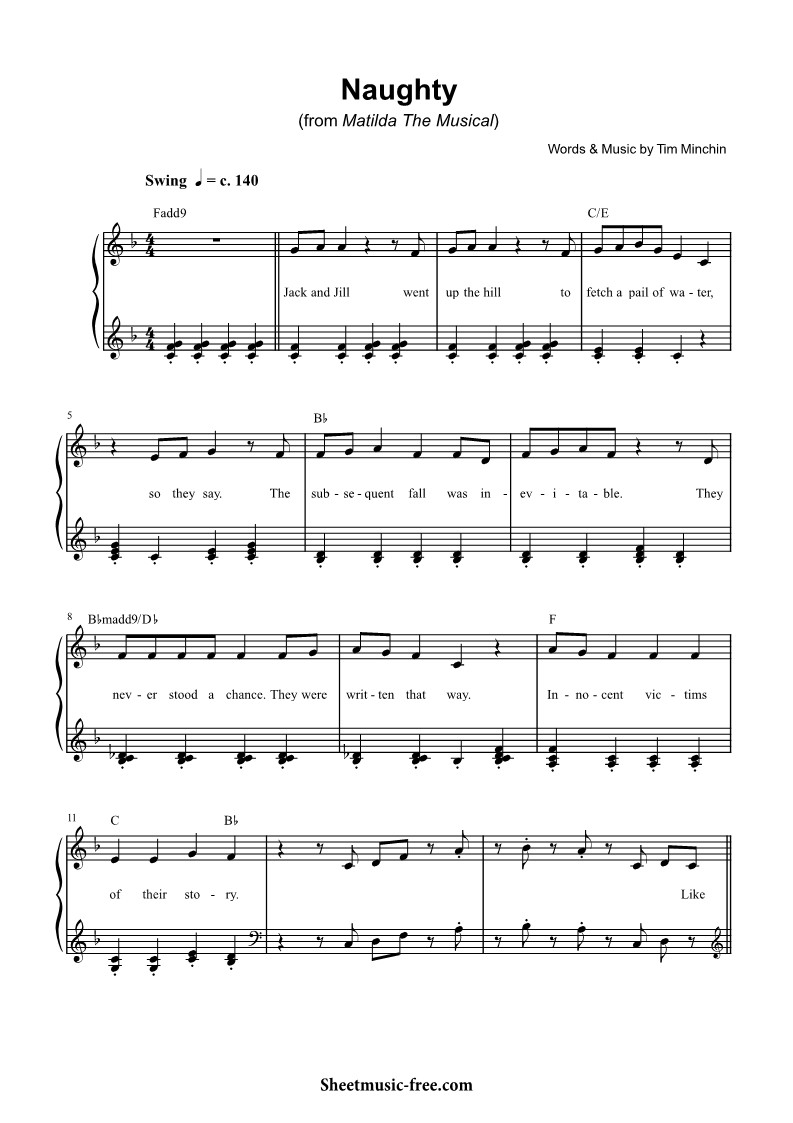 Naughty
(from Matilda The Musical)
Words & Music by Tim Minchin
Swing ♩ = c. 140
Fadd9 C/E
Jack and Jill went up the hill to fetch a pail of wa - ter,
5
B♭
so they say. The sub - se - quent fall was in - ev - i - ta - ble. They
8
B♭madd9/D♭ F
nev - er stood a chance. They were writ - ten that way. In - no - cent vic - tims
11
C B♭
of their sto - ry. Like
Sheetmusic-free.com